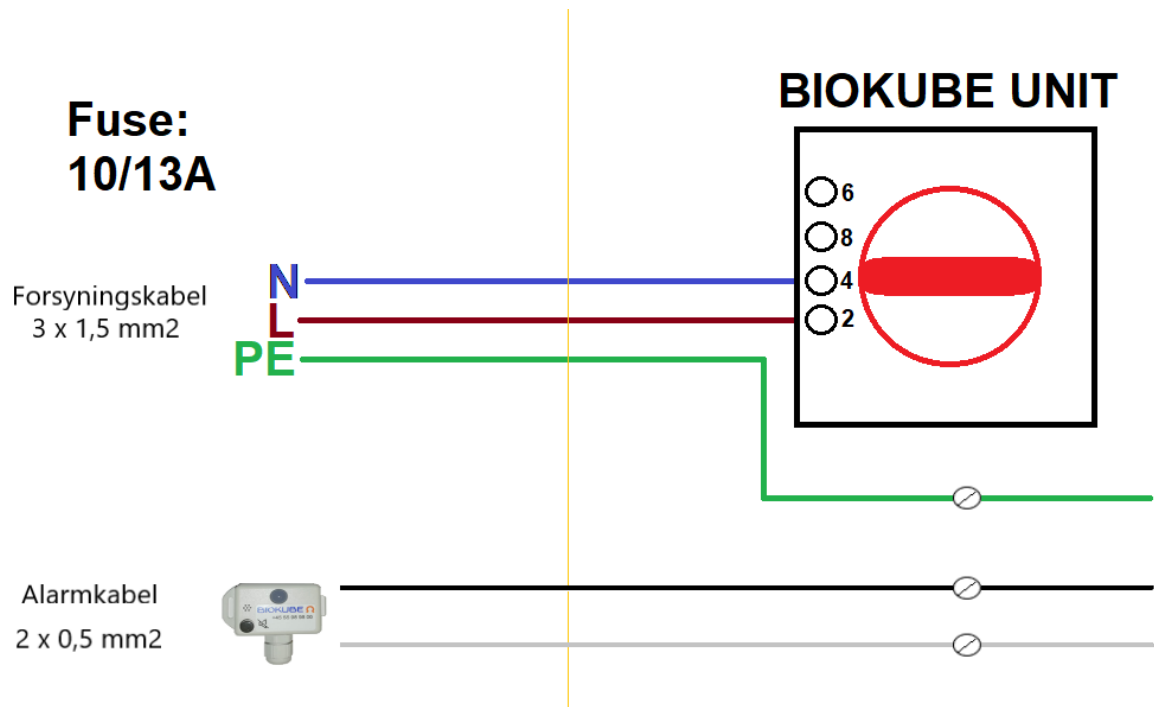 BIOKUBE UNIT
Fuse:
10/13A
6
8
4
2
N
L
PE
Forsyningskabel
3 x 1,5 mm2
Alarmkabel
2 x 0,5 mm2
BIOKUBE